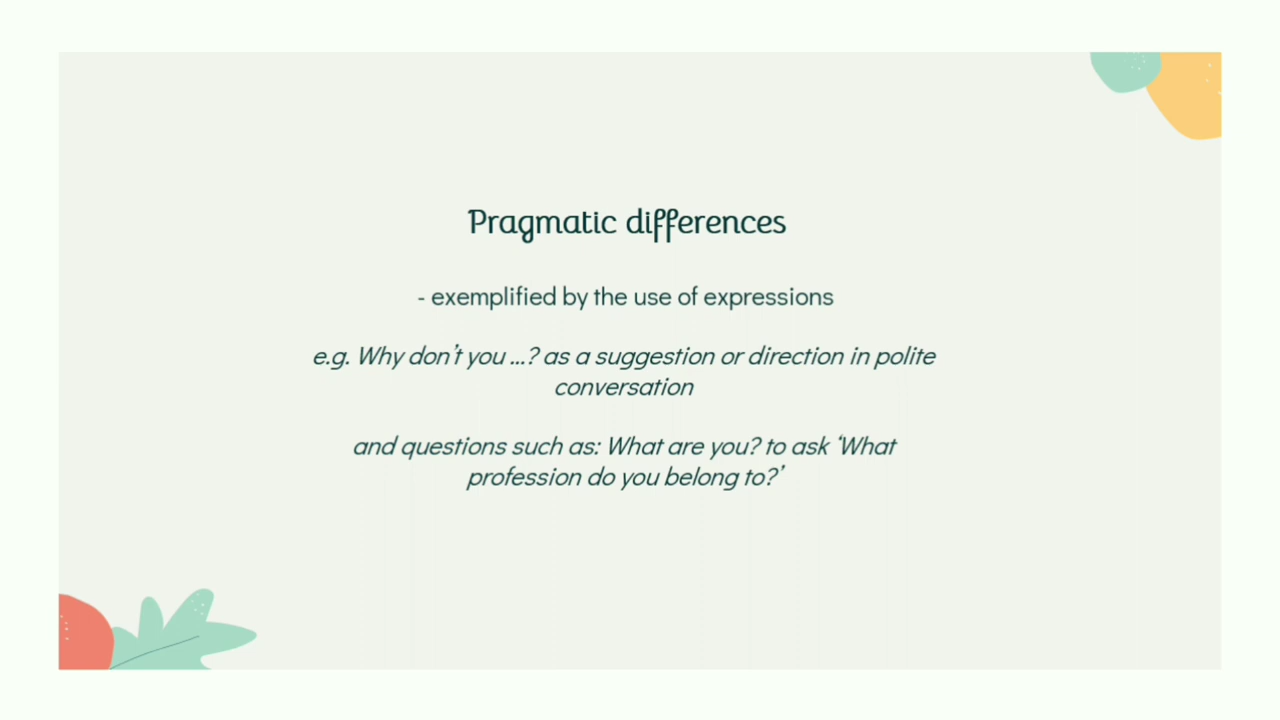 Pragmatic differences
- exemplified by the use of expressions
e.g. Why don’t you ...? as a suggestion or direction in polite
conversation
and questions such as: What are you? to ask ‘What
profession do you belong to?’